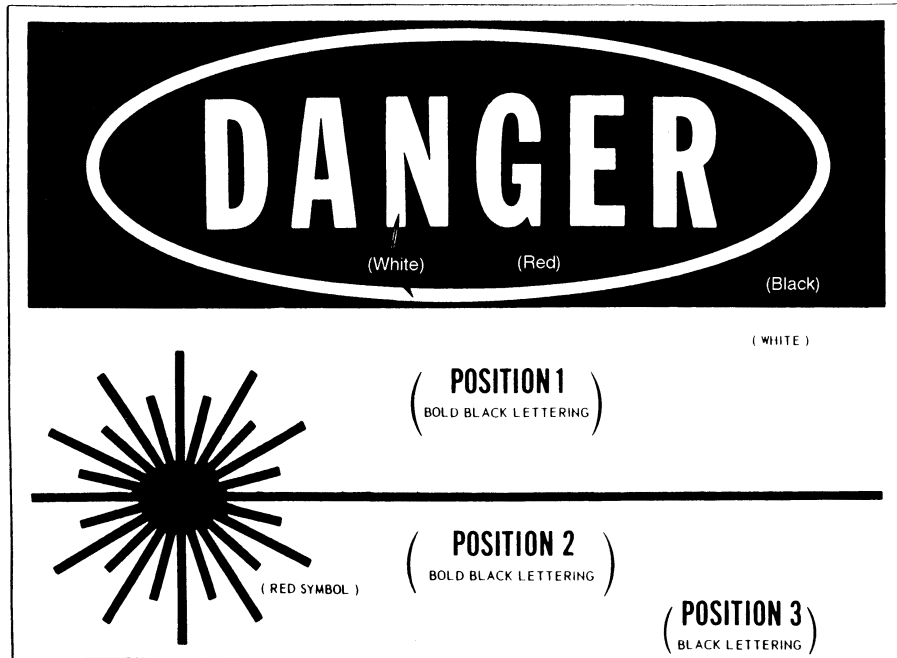 DANGER
(White)
(Red)
(Black)
( WHITE )
POSITION 1
BOLD BLACK LETTERING
POSITION 2
BOLD BLACK LETTERING
( RED SYMBOL )
POSITION 3
BLACK LETTERING